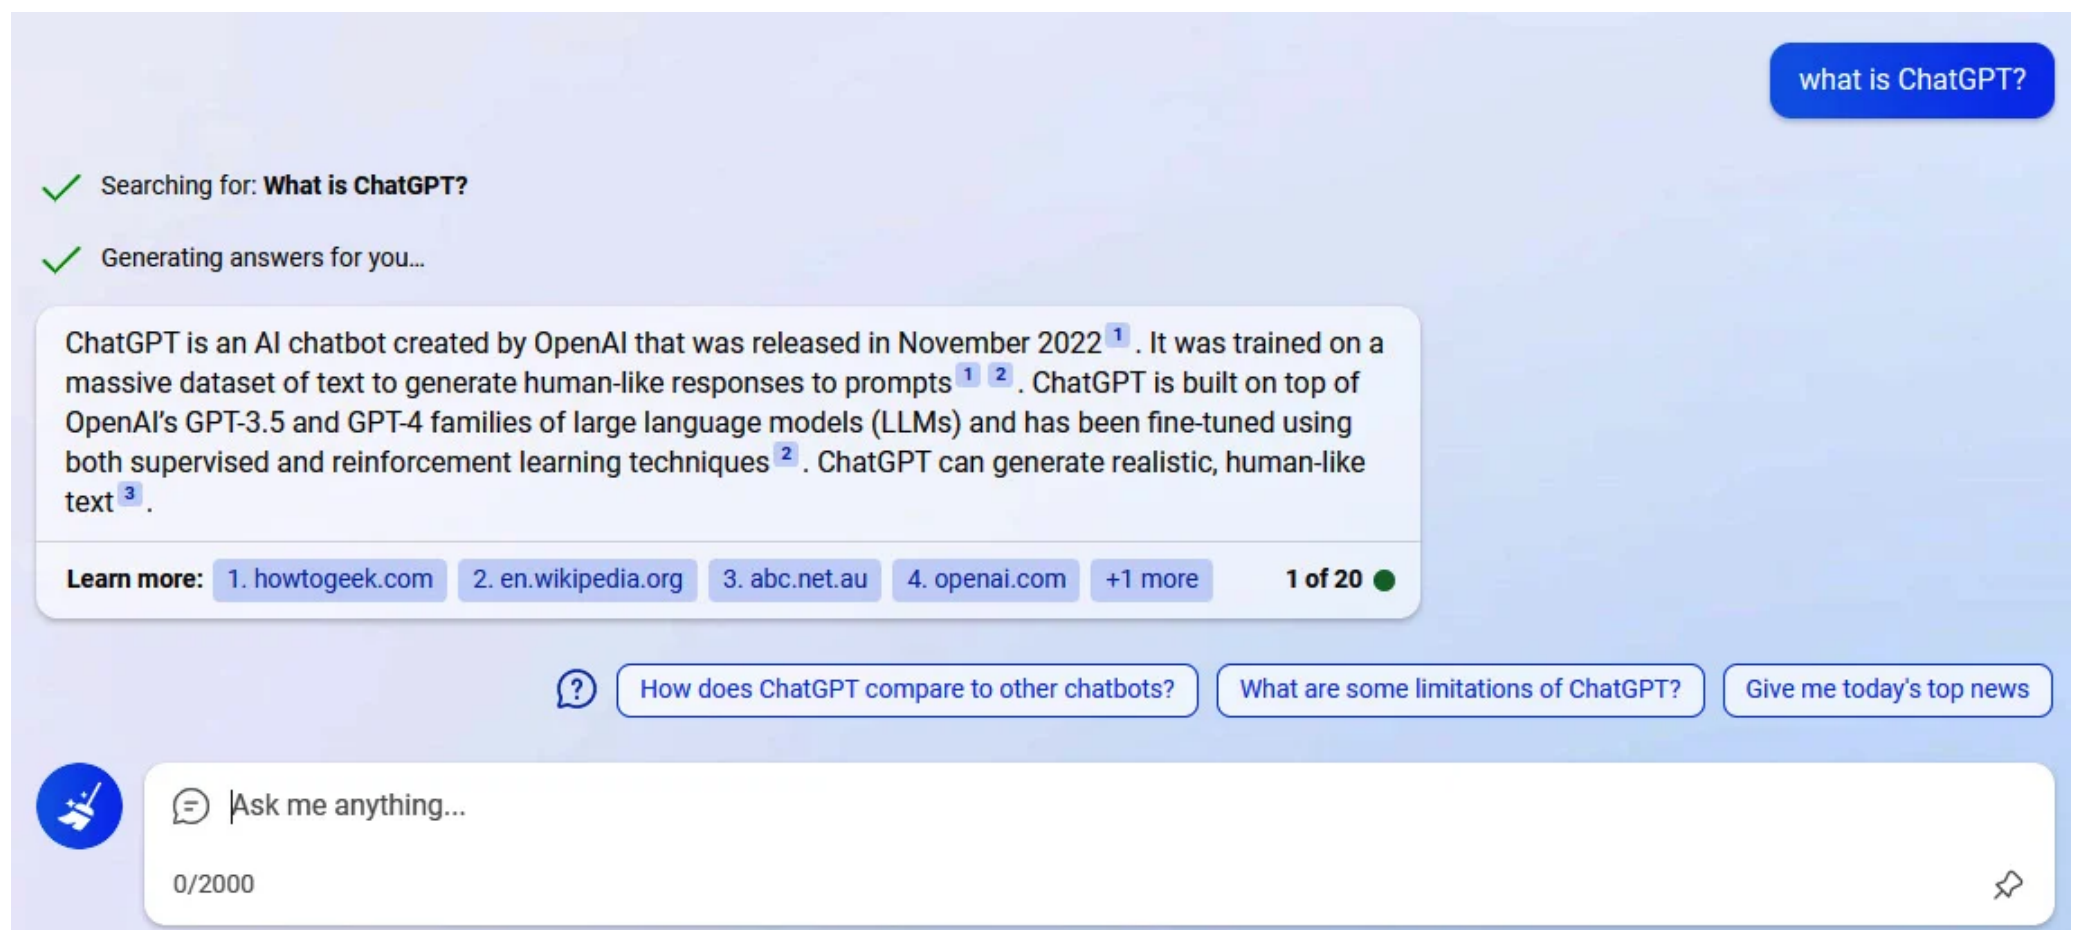 what is ChatGPT?
Searching for: What is ChatGPT?
Generating answers for you...
ChatGPT is an AI chatbot created by OpenAI that was released in November 2022 1 . It was trained on a
massive dataset of text to generate human-like responses to prompts 1 2 . ChatGPT is built on top of
OpenAI’s GPT-3.5 and GPT-4 families of large language models (LLMs) and has been fine-tuned using
both supervised and reinforcement learning techniques 2 . ChatGPT can generate realistic, human-like
text 3 .
Learn more: 1. howtogeek.com 2. en.wikipedia.org 3. abc.net.au 4. openai.com +1 more 1 of 20
How does ChatGPT compare to other chatbots? What are some limitations of ChatGPT? Give me today's top news
Ask me anything...
0/2000